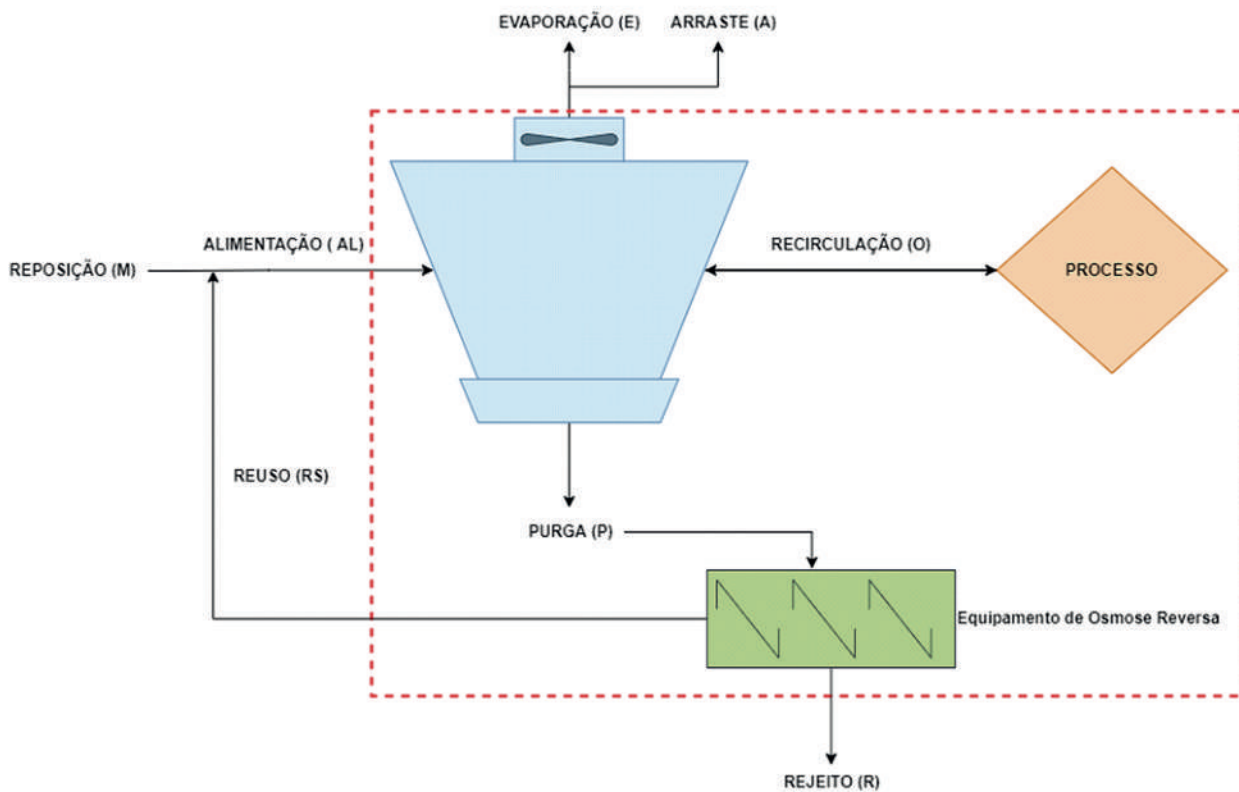 EVAPORAÇÃO (E)
ARRASTE (A)
ALIMENTAÇÃO ( AL)
RECIRCULAÇÃO (O)
REPOSIÇÃO (M)
PROCESSO
REUSO (RS)
PURGA (P)
Equipamento de Osmose Reversa
REJEITO (R)